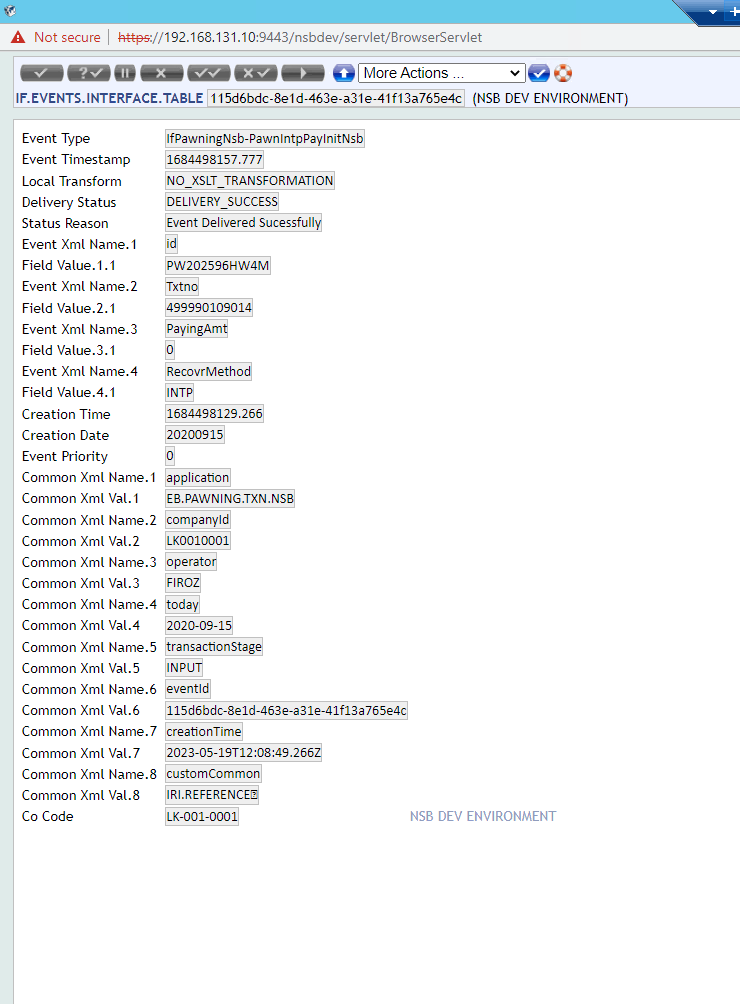 Not secure | https://192.168.131.10:9443/nsbdev/servlet/BrowserServlet
More Actions ...
IF.EVENTS.INTERFACE.TABLE 115d6bdc-8e1d-463e-a31e-41f13a765e4c (NSB DEV ENVIRONMENT)
Event Type IfPawningNsb-PawnIntpPayInitNsb
Event Timestamp 1684498157.777
Local Transform NO_XSLT_TRANSFORMATION
Delivery Status DELIVERY_SUCCESS
Status Reason Event Delivered Sucessfully
Event Xml Name.1 id
Field Value.1.1 PW202596HW4M
Event Xml Name.2 Txtno
Field Value.2.1 499990109014
Event Xml Name.3 PayingAmt
Field Value.3.1 0
Event Xml Name.4 RecovrMethod
Field Value.4.1 INTP
Creation Time 1684498129.266
Creation Date 20200915
Event Priority 0
Common Xml Name.1 application
Common Xml Val.1 EB.PAWNING.TXN.NSB
Common Xml Name.2 companyId
Common Xml Val.2 LK0010001
Common Xml Name.3 operator
Common Xml Val.3 FIROZ
Common Xml Name.4 today
Common Xml Val.4 2020-09-15
Common Xml Name.5 transactionStage
Common Xml Val.5 INPUT
Common Xml Name.6 eventId
Common Xml Val.6 115d6bdc-8e1d-463e-a31e-41f13a765e4c
Common Xml Name.7 creationTime
Common Xml Val.7 2023-05-19T12:08:49.266Z
Common Xml Name.8 customCommon
Common Xml Val.8 IRI.REFERENCE
Co Code LK-001-0001 NSB DEV ENVIRONMENT